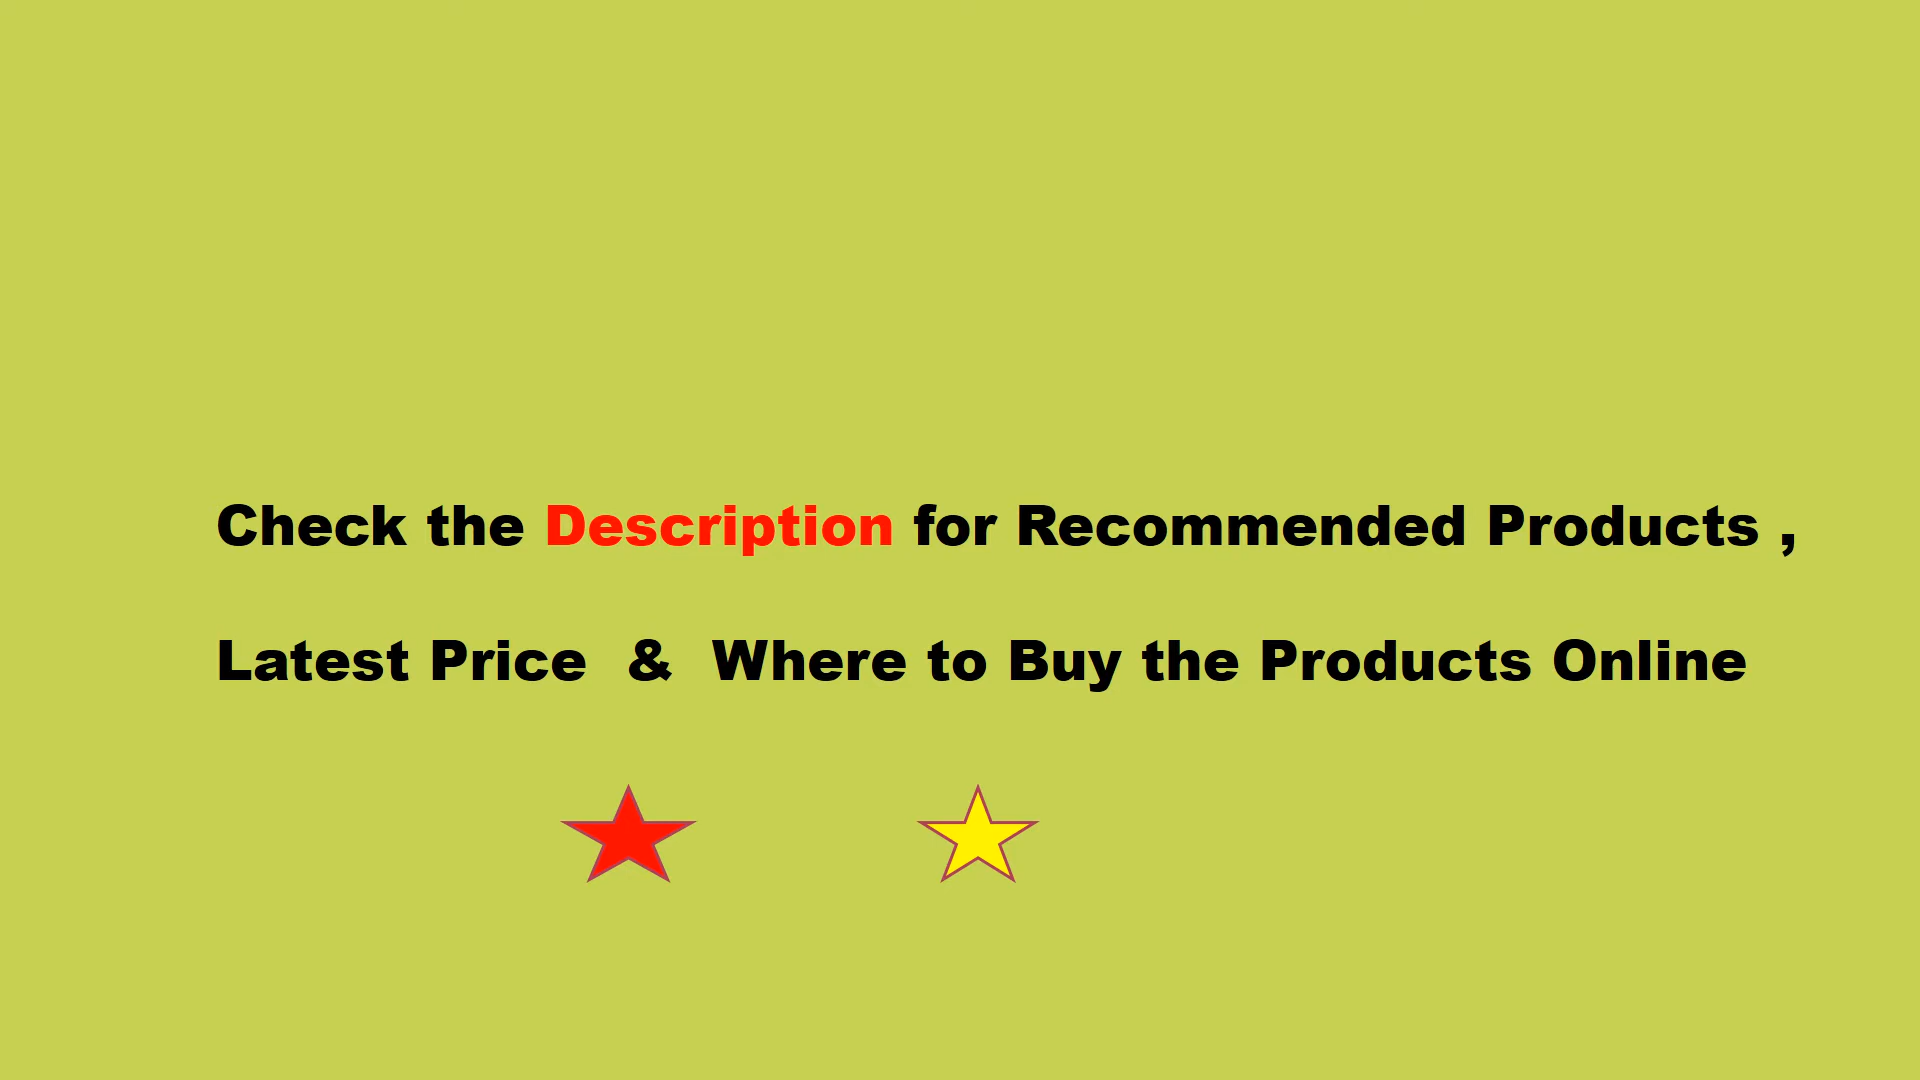 Check the Description for Recommended Products ,
Latest Price & Where to Buy the Products Online